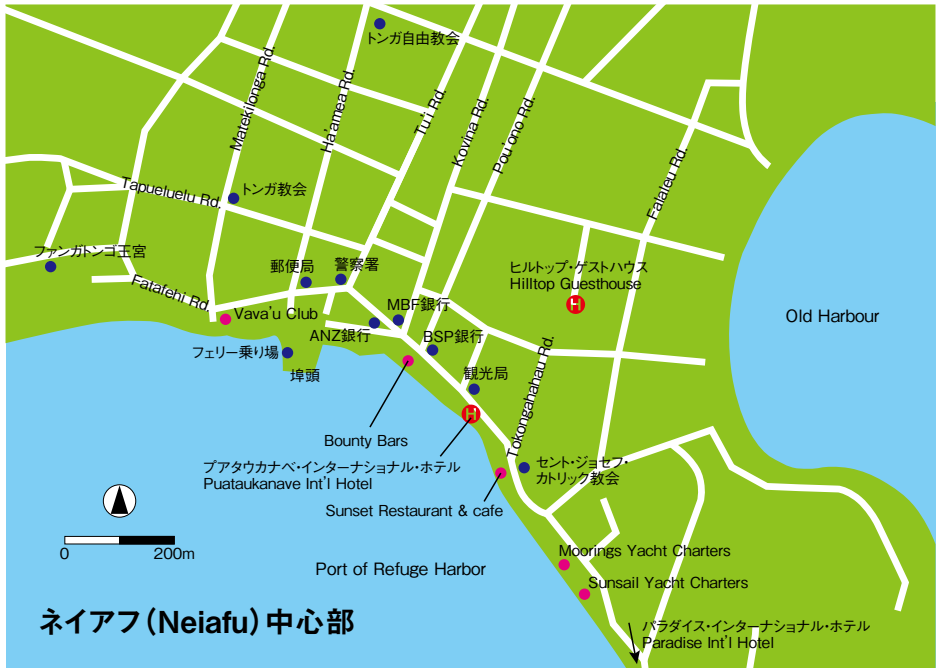 トンガ自由教会
Matekilonga Rd.
Ha'amea Rd.
Tu'i Rd.
Kovina Rd.
Pou'ono Rd.
Falaleu Rd.
Tapueluelu Rd.
トンガ教会
ファンガトンゴ王宮
郵便局
警察署
ヒルトップ・ゲストハウス
Hilltop Guesthouse
H
Fatafehi Rd.
Vava'u Club
MBF銀行
ANZ銀行
BSP銀行
Old Harbour
フェリー乗り場
埠頭
観光局
H
Tokongahahau Rd.
Bounty Bars
プアタウカナベ・インターナショナル・ホテル
Puataukanave Int'l Hotel
セント・ジョセフ・
カトリック教会
Sunset Restaurant & cafe
0
200m
Port of Refuge Harbor
Moorings Yacht Charters
Sunsail Yacht Charters
ネイアフ(Neiafu)中心部
パラダイス・インターナショナル・ホテル
Paradise Int'l Hotel